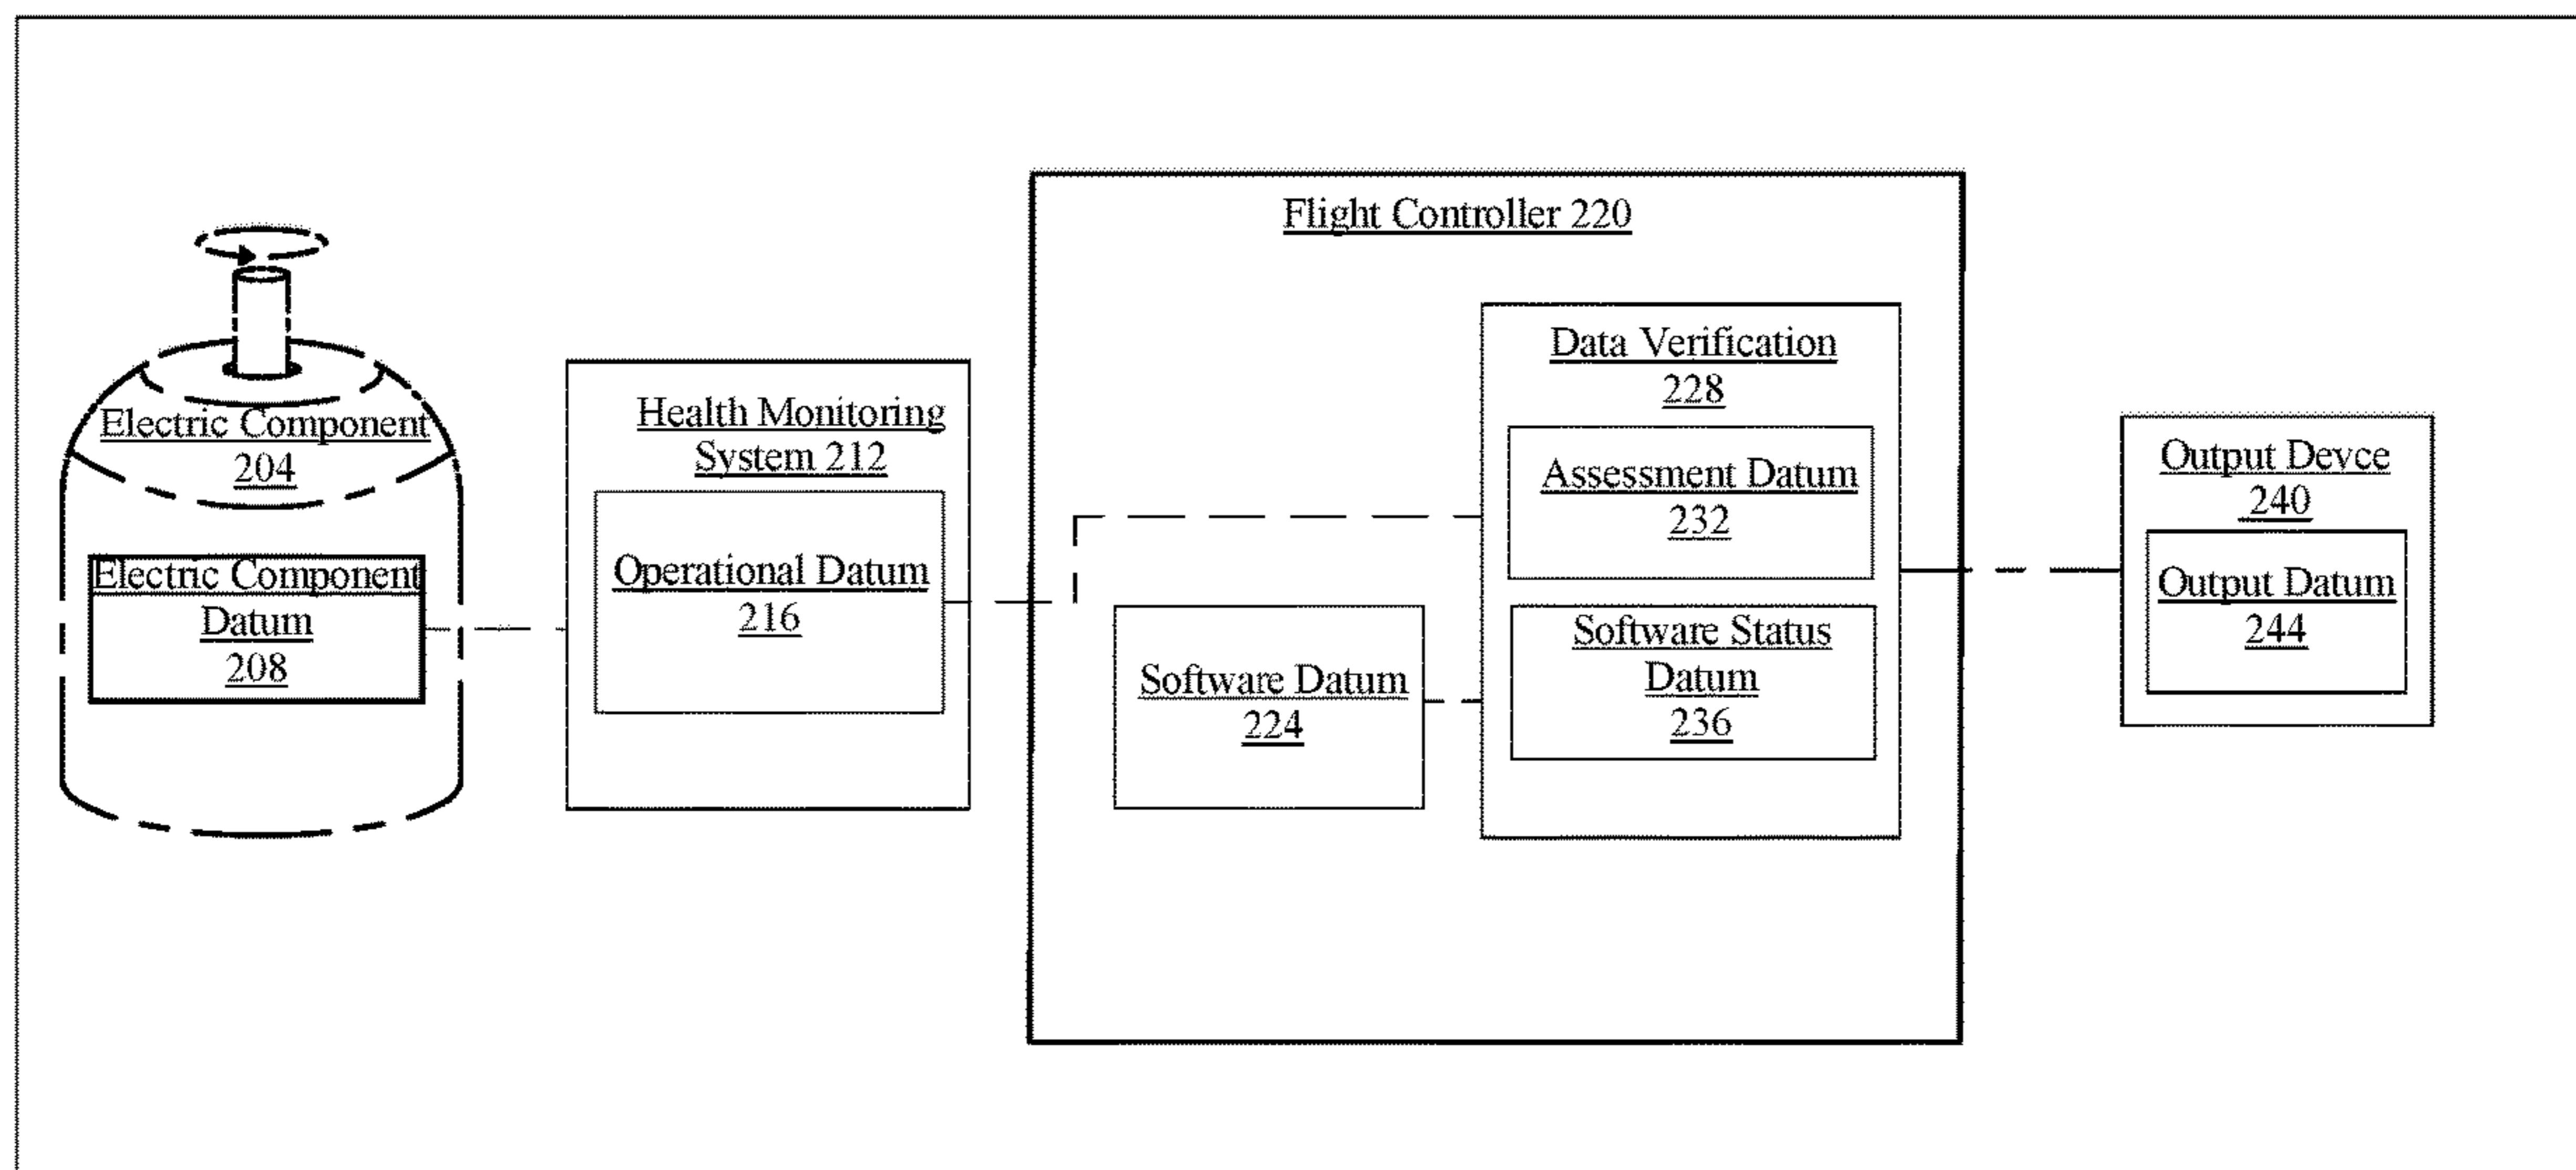 Electric Component
204
Electric Component
Datum
208
Health Monitoring
System 212
Operational Datum
216
Flight Controller 220
Software Datum
224
Data Verification
228
Assessment Datum
232
Software Status
Datum
236
Output Devce
240
Output Datum
244